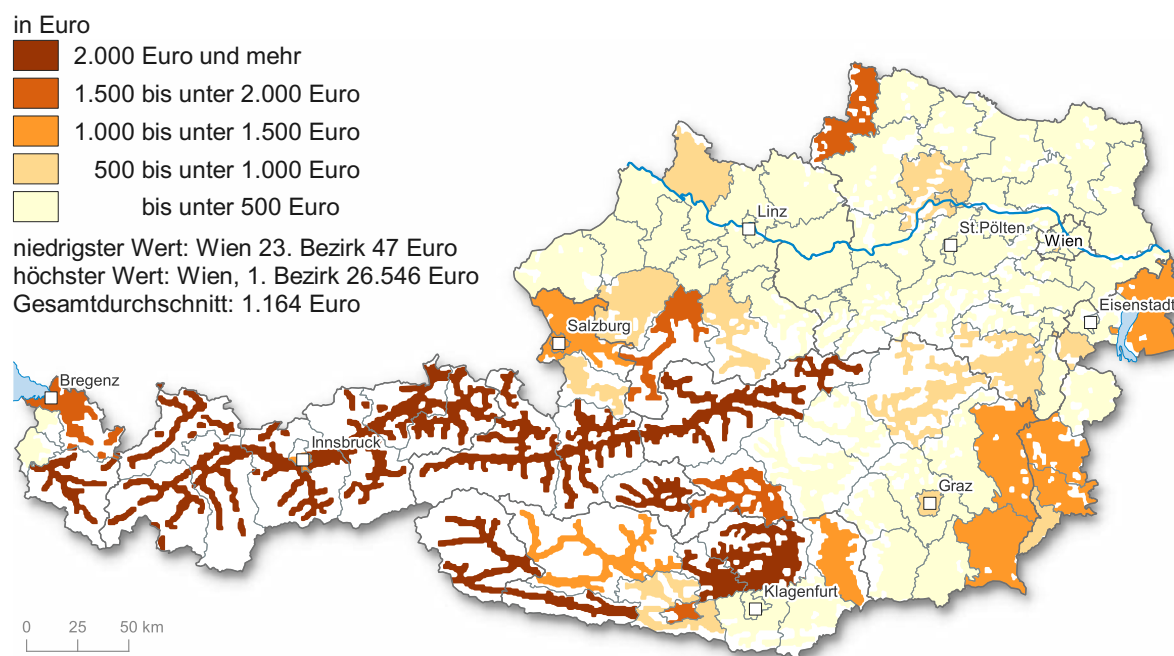 in Euro
2.000 Euro und mehr
1.500 bis unter 2.000 Euro
1.000 bis unter 1.500 Euro
500 bis unter 1.000 Euro
bis unter 500 Euro
niedrigster Wert: Wien 23. Bezirk 47 Euro
höchster Wert: Wien, 1. Bezirk 26.546 Euro
Gesamtdurchschnitt: 1.164 Euro
Linz
St.Pölten
Wien
Eisenstadt
Salzburg
Bregenz
Innsbruck
Graz
Klagenfurt
0 25 50 km